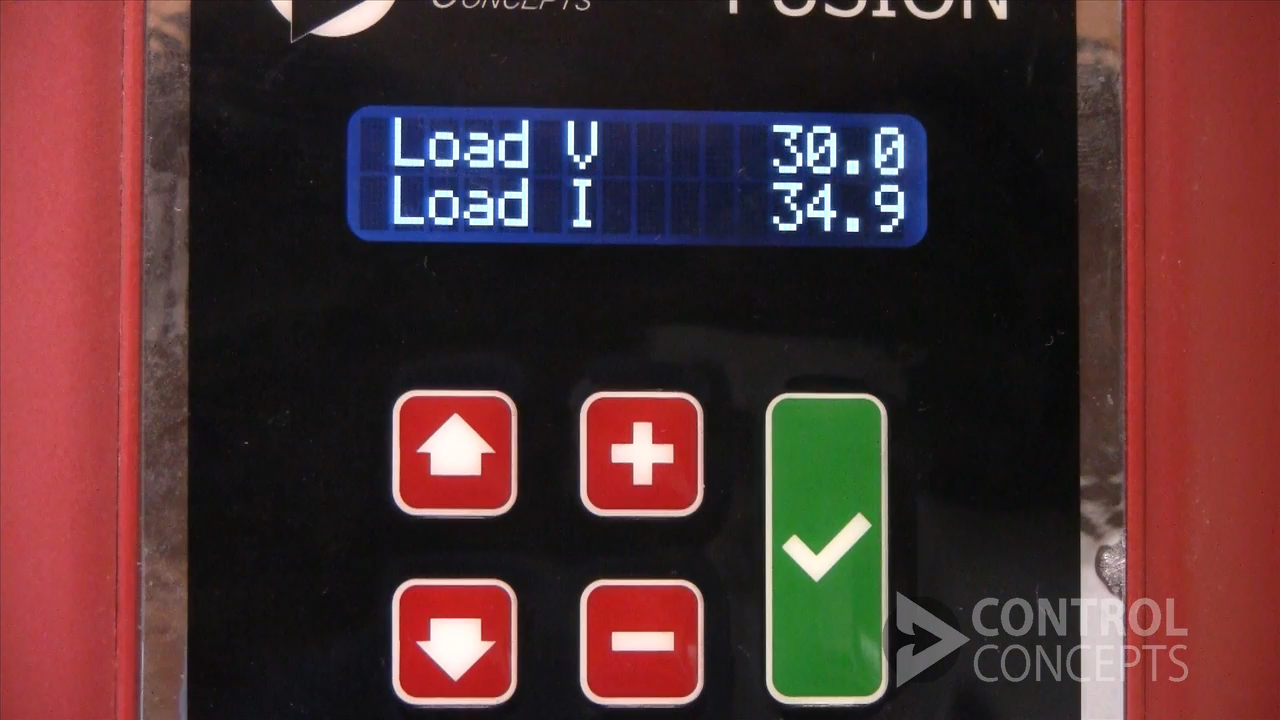 CONCEPTS FUSION
Load V 30.0
Load I 34.9
CONTROL
CONCEPTS